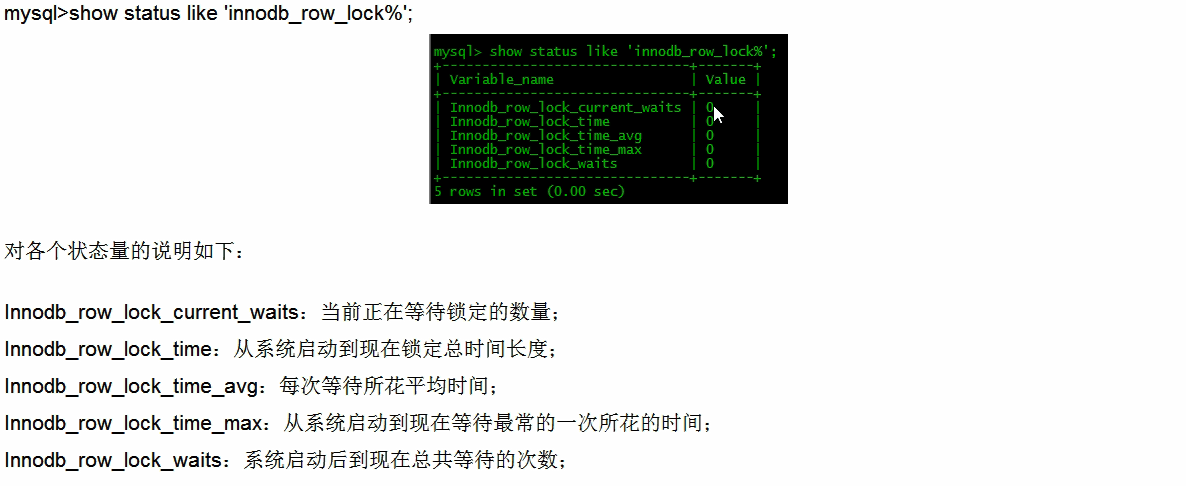 mysql>show status like 'innodb_row_lock%';
mysql> show status like 'innodb_row_lock%';
+-------------------------------+-------+
| Variable_name | Value |
+-------------------------------+-------+
| Innodb_row_lock_current_waits | 0 |
| Innodb_row_lock_time | 0 |
| Innodb_row_lock_time_avg | 0 |
| Innodb_row_lock_time_max | 0 |
| Innodb_row_lock_waits | 0 |
+-------------------------------+-------+
5 rows in set (0.00 sec)
对各个状态量的说明如下：
Innodb_row_lock_current_waits：当前正在等待锁定的数量；
Innodb_row_lock_time：从系统启动到现在锁定总时间长度；
Innodb_row_lock_time_avg：每次等待所花平均时间；
Innodb_row_lock_time_max：从系统启动到现在等待最常的一次所花的时间；
Innodb_row_lock_waits：系统启动后到现在总共等待的次数；